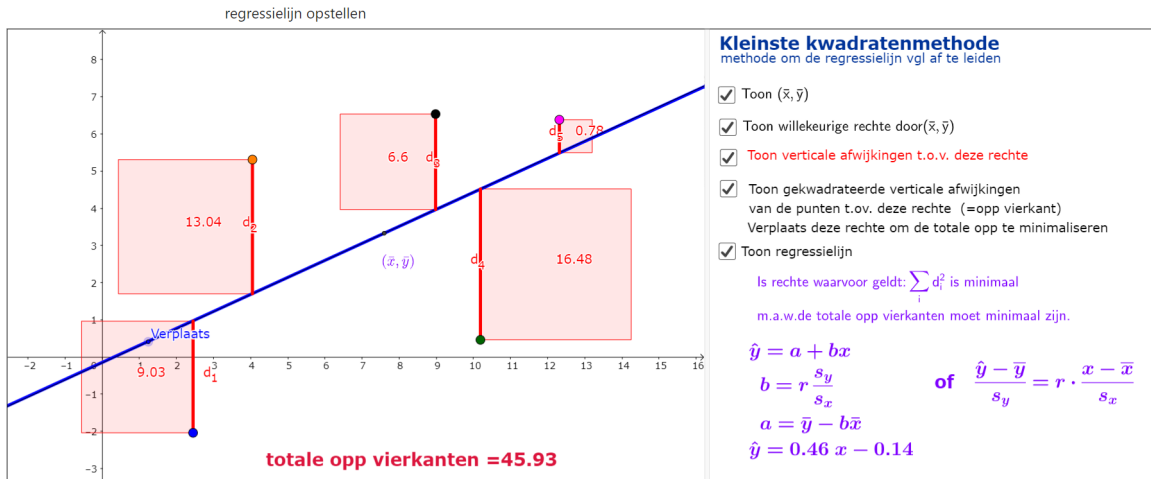 regressielijn opstellen
Kleinste kwadratenmethode
methode om de regressielijn vgl af te leiden
Toon (x̄, ȳ)
Toon willekeurige rechte door(x̄, ȳ)
Toon verticale afwijkingen t.o.v. deze rechte
Toon gekwadrateerde verticale afwijkingen
van de punten t.o.v. deze rechte (=opp vierkant)
Verplaats deze rechte om de totale opp te minimaliseren
Toon regressielijn
Is rechte waarvoor geldt: ∑ᵢ dᵢ² is minimaal
m.a.w.de totale opp vierkanten moet minimaal zijn.
ŷ = a + bx
b = r s_y / s_x
a = ȳ − bx̄
ŷ = 0.46 x − 0.14
of (ŷ − ȳ) / s_y = r · (x − x̄) / s_x
8
7
6
5
4
3
2
1
−1
−2
−3
−2 −1 0 1 2 3 4 5 6 7 8 9 10 11 12 13 14 15 16
d₅ 0.78
6.6 d₃
13.04 d₂
(x̄, ȳ)
d₄ 16.48
Verplaats
9.03 d₁
totale opp vierkanten =45.93